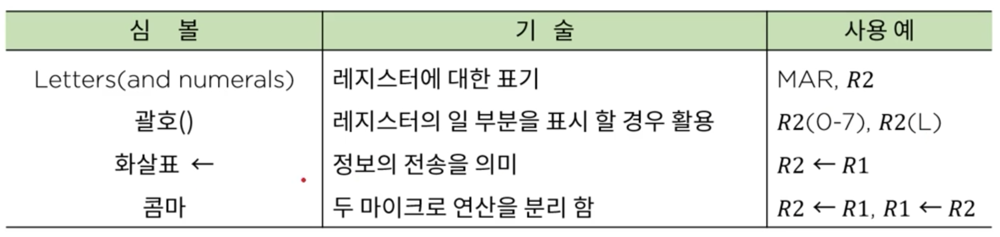 심 볼 기 술 사용 예
Letters(and numerals) 레지스터에 대한 표기 MAR, R2
괄호() 레지스터의 일 부분을 표시 할 경우 활용 R2(0-7), R2(L)
화살표 ← 정보의 전송을 의미 R2 ← R1
콤마 두 마이크로 연산을 분리 함 R2 ← R1, R1 ← R2